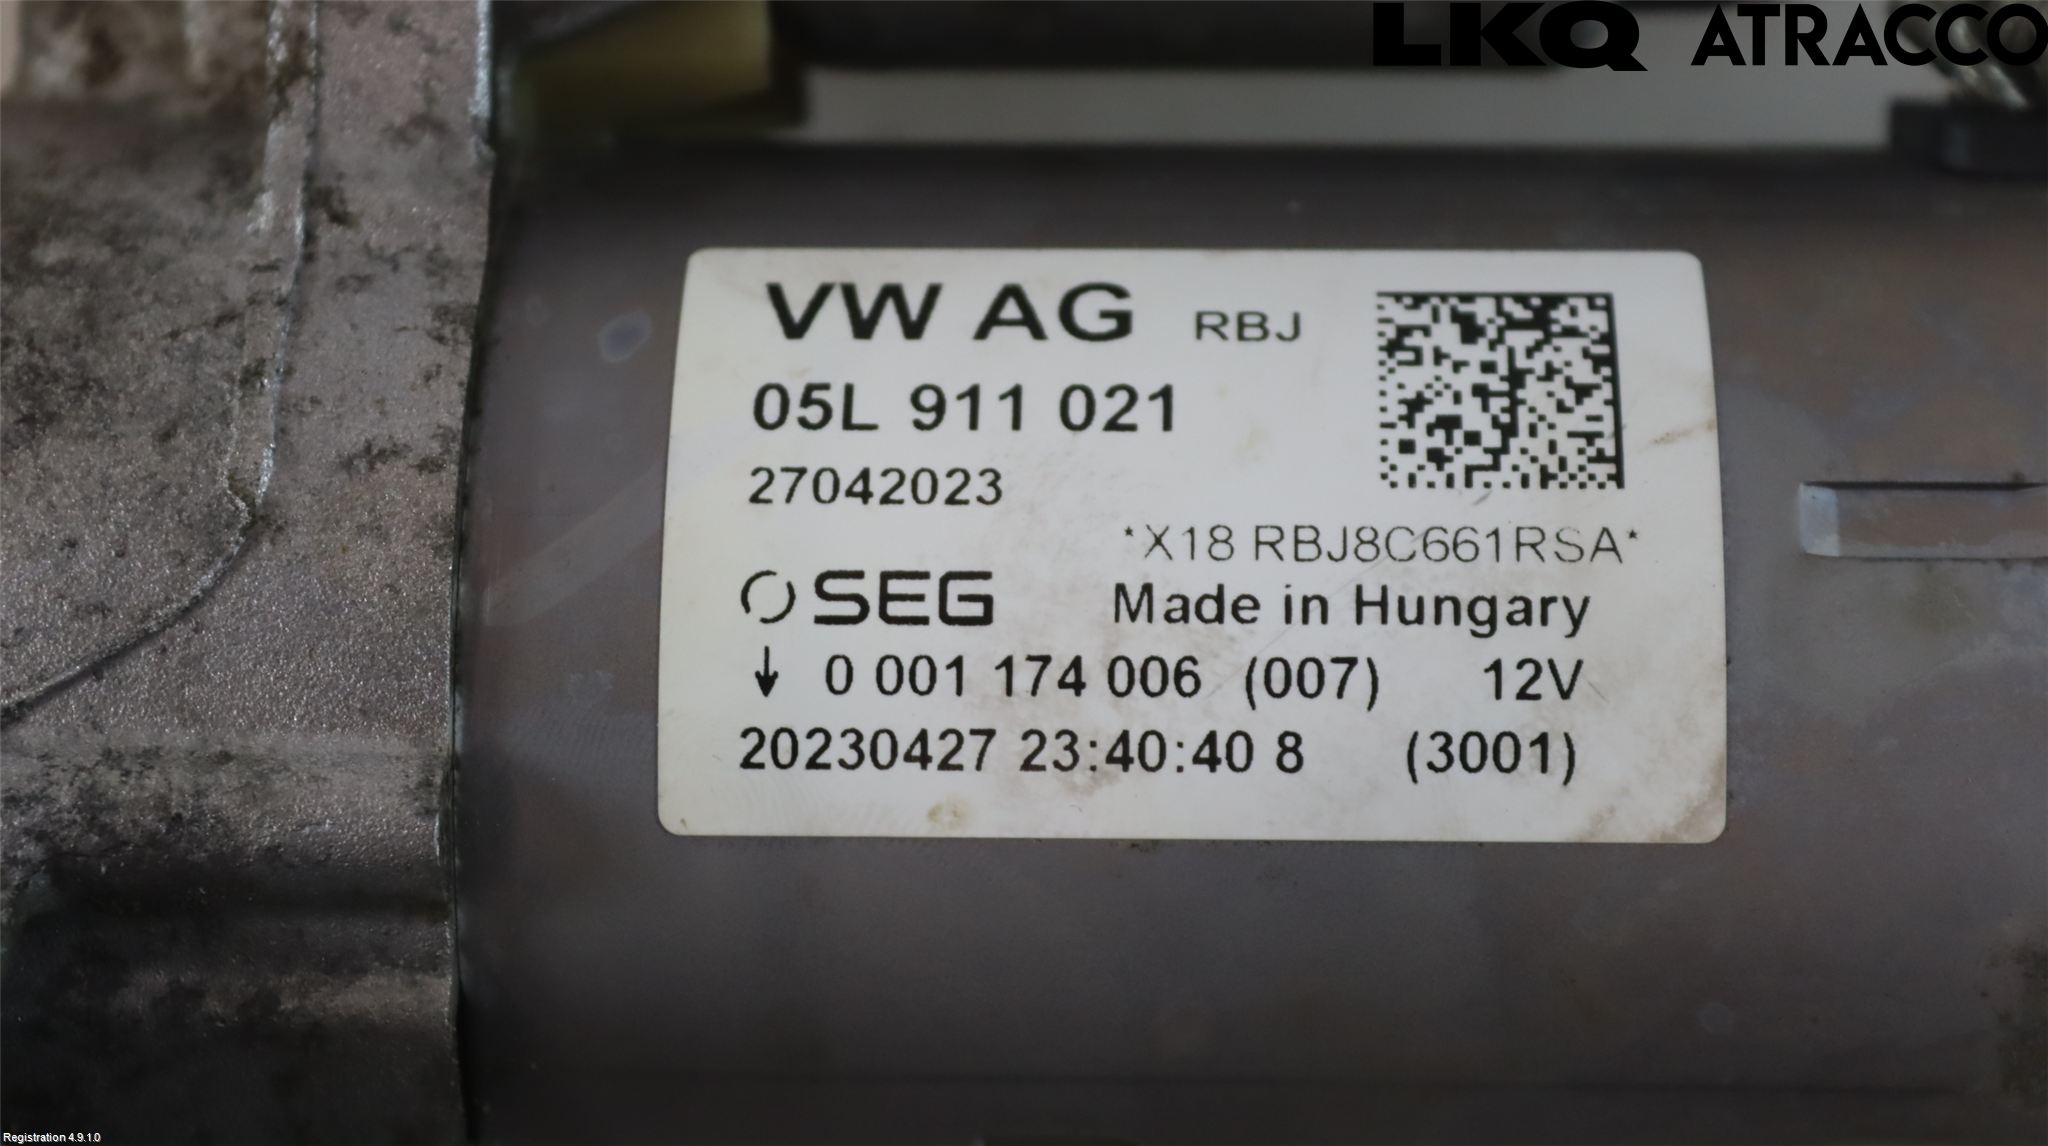 LKQ ATRACCO
VW AG RBJ
05L 911 021
27042023
*X18 RBJ8C661RSA*
SEG Made in Hungary
↓ 0 001 174 006 (007) 12V
20230427 23:40:40 8 (3001)
Registration 4.9.1.0